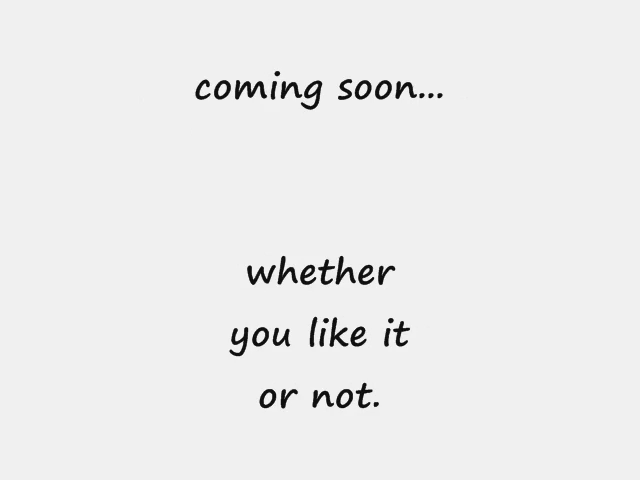 coming soon...
whether
you like it
or not.